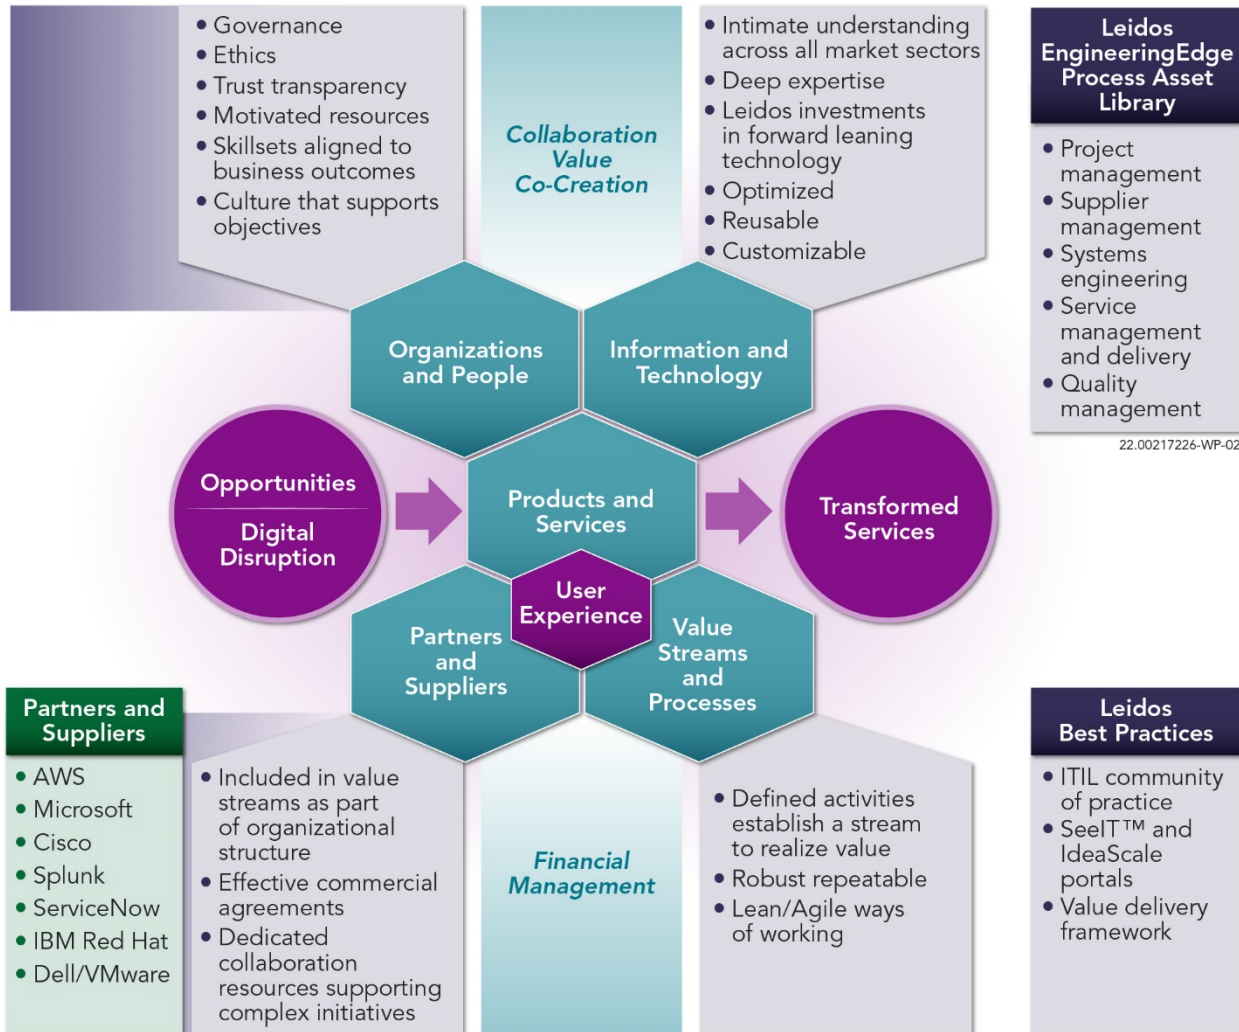 • Governance
• Ethics
• Trust transparency
• Motivated resources
• Skillsets aligned to
business outcomes
• Culture that supports
objectives
Collaboration
Value
Co-Creation
• Intimate understanding
across all market sectors
• Deep expertise
• Leidos investments
in forward leaning
technology
• Optimized
• Reusable
• Customizable
Leidos
EngineeringEdge
Process Asset
Library
• Project
management
• Supplier
management
• Systems
engineering
• Service
management
and delivery
• Quality
management
22.00217226-WP-02
Organizations
and People
Information and
Technology
Opportunities
Digital
Disruption
Products and
Services
Transformed
Services
User
Experience
Partners
and
Suppliers
Value
Streams
and
Processes
Partners and
Suppliers
• AWS
• Microsoft
• Cisco
• Splunk
• ServiceNow
• IBM Red Hat
• Dell/VMware
• Included in value
streams as part
of organizational
structure
• Effective commercial
agreements
• Dedicated
collaboration
resources supporting
complex initiatives
Financial
Management
• Defined activities
establish a stream
to realize value
• Robust repeatable
• Lean/Agile ways
of working
Leidos
Best Practices
• ITIL community
of practice
• SeeIT™ and
IdeaScale
portals
• Value delivery
framework